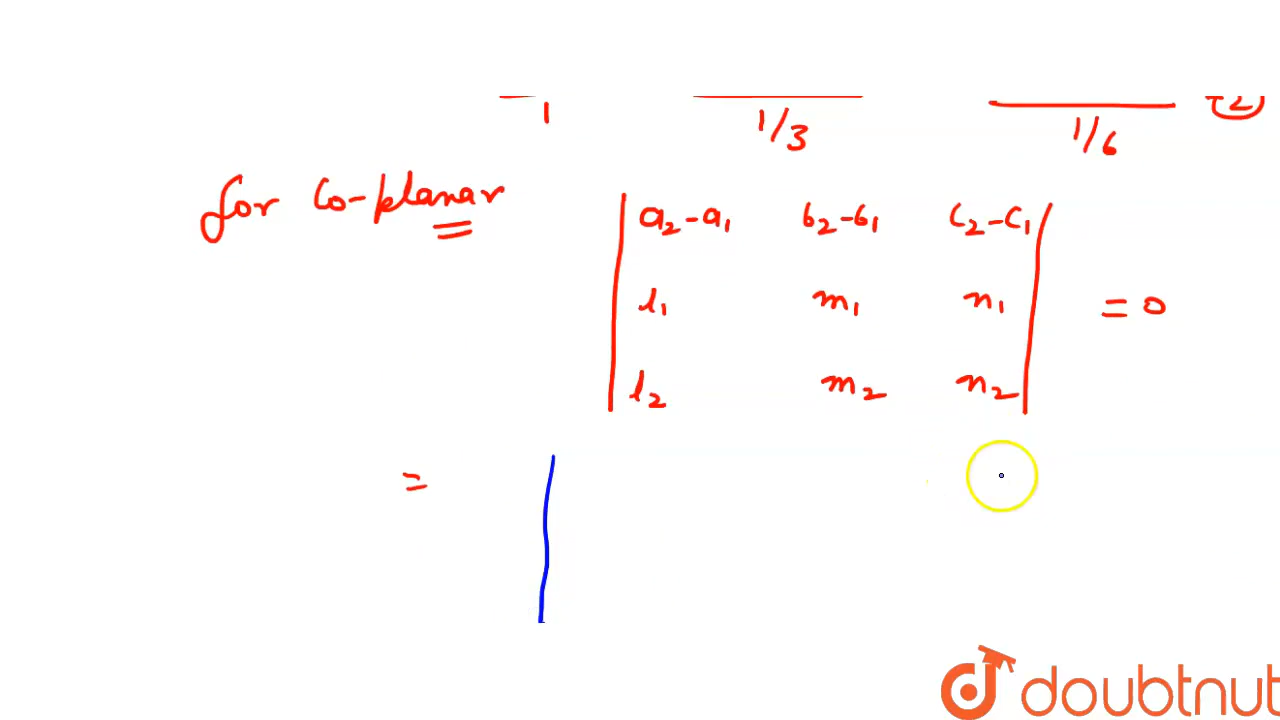 (2)
1 1/3 1/6
for Co-planar
a₂-a₁ b₂-b₁ c₂-c₁
l₁ m₁ n₁ = 0
l₂ m₂ n₂
=
doubtnut